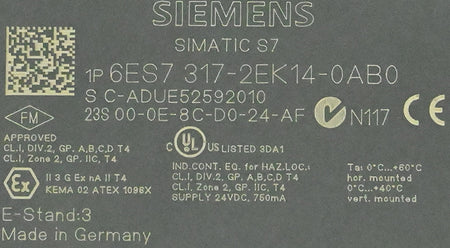 SIEMENS
SIMATIC S7
1P 6ES7 317-2EK14-0AB0
S C-ADUE52592010
23S 00-0E-8C-D0-24-AF N117 CE
FM
APPROVED
CL.I, DIV.2, GP. A,B,C,D T4
CL.I, Zone 2, GP. IIC, T4
C UL US LISTED 3DA1
IND.CONT. EQ. for HAZ.LOC.:
CL.I, DIV.2, GP. A,B,C,D T4
CL.I, Zone 2, GP. IIC, T4
SUPPLY 24VDC, 750mA
Ta: 0°C...+60°C
hor. mounted
0°C...+40°C
vert. mounted
Ex II 3 G Ex nA II T4
KEMA 02 ATEX 1096X
E-Stand:3
Made in Germany